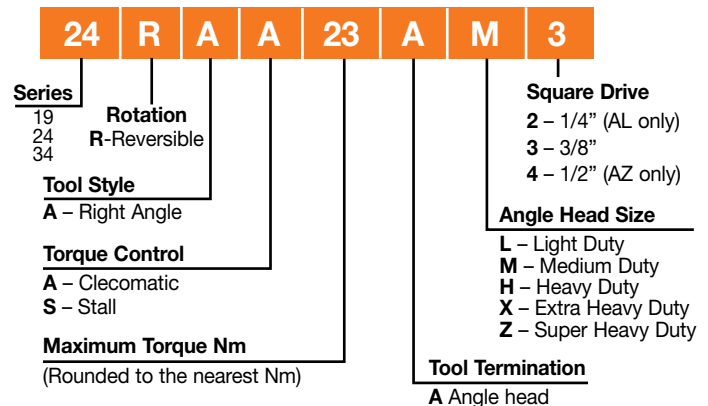 24 R A A 23 A M 3
Series
19
24
34
Rotation
R-Reversible
Tool Style
A – Right Angle
Torque Control
A – Clecomatic
S – Stall
Maximum Torque Nm
(Rounded to the nearest Nm)
Square Drive
2 – 1/4” (AL only)
3 – 3/8”
4 – 1/2” (AZ only)
Angle Head Size
L – Light Duty
M – Medium Duty
H – Heavy Duty
X – Extra Heavy Duty
Z – Super Heavy Duty
Tool Termination
A Angle head